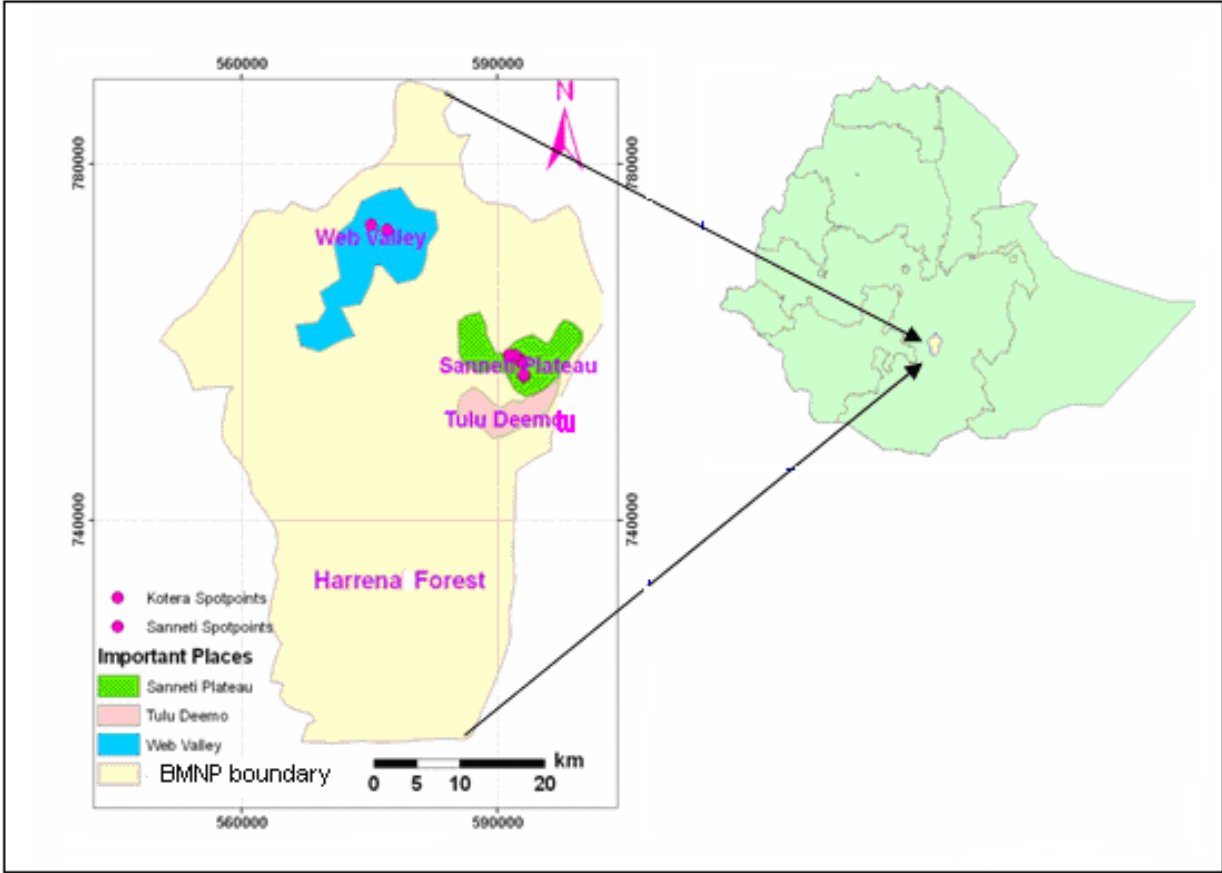 560000
590000
N
780000
780000
Web Valley
Sanneti Plateau
Tulu Deemo
740000
740000
Harrena Forest
Kotera Spotpoints
Sanneti Spotpoints
Important Places
Sanneti Plateau
Tulu Deemo
Web Valley
BMNP boundary
km
0 5 10 20
560000
590000